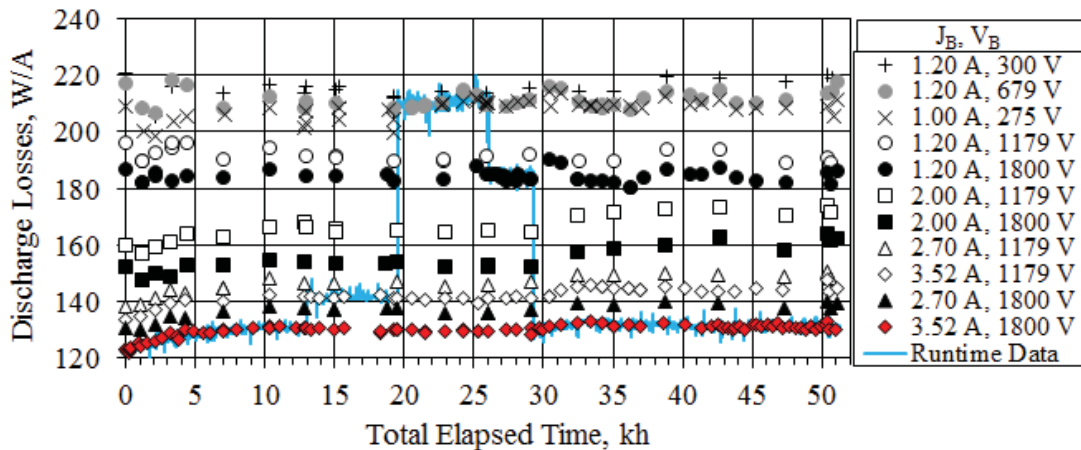 Discharge Losses, W/A
240
220
200
180
160
140
120
0 5 10 15 20 25 30 35 40 45 50
Total Elapsed Time, kh
J_B, V_B
1.20 A, 300 V
1.20 A, 679 V
1.00 A, 275 V
1.20 A, 1179 V
1.20 A, 1800 V
2.00 A, 1179 V
2.00 A, 1800 V
2.70 A, 1179 V
3.52 A, 1179 V
2.70 A, 1800 V
3.52 A, 1800 V
Runtime Data